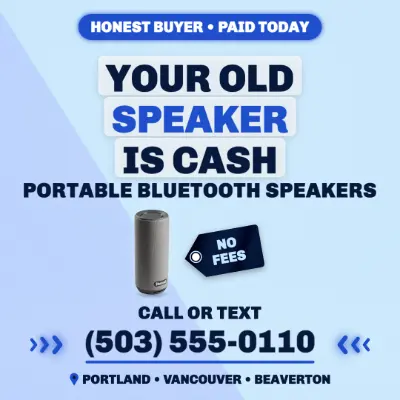 HONEST BUYER • PAID TODAY
YOUR OLD
SPEAKER
IS CASH
PORTABLE BLUETOOTH SPEAKERS
NO
FEES
CALL OR TEXT
(503) 555-0110
PORTLAND • VANCOUVER • BEAVERTON